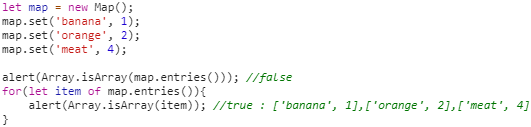 let map = new Map();
map.set('banana', 1);
map.set('orange', 2);
map.set('meat', 4);
alert(Array.isArray(map.entries())); //false
for(let item of map.entries()){
    alert(Array.isArray(item)); //true : ['banana', 1],['orange', 2],['meat', 4]
}